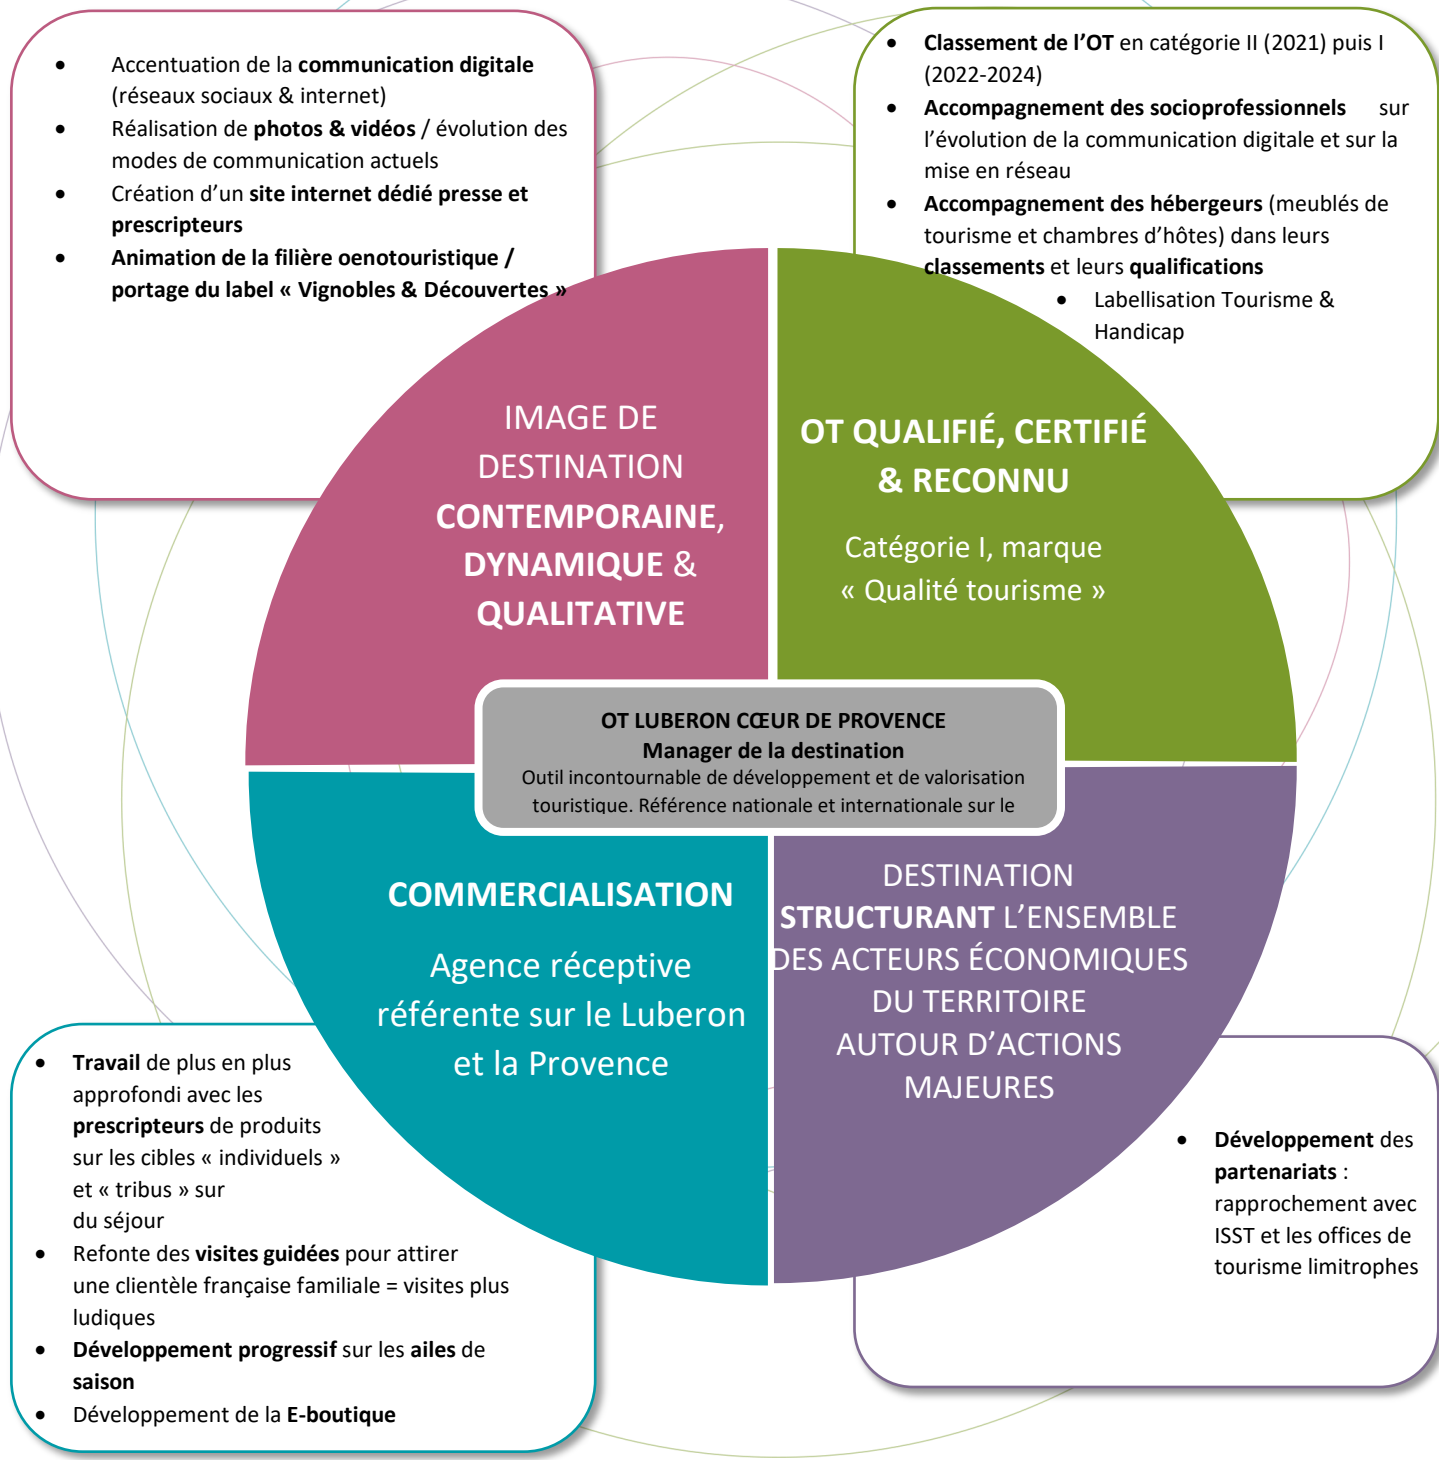 • Accentuation de la communication digitale
(réseaux sociaux & internet)
• Réalisation de photos & vidéos / évolution des
modes de communication actuels
• Création d’un site internet dédié presse et
prescripteurs
• Animation de la filière oenotouristique /
portage du label « Vignobles & Découvertes »
• Classement de l’OT en catégorie II (2021) puis I
(2022-2024)
• Accompagnement des socioprofessionnels sur
l’évolution de la communication digitale et sur la
mise en réseau
• Accompagnement des hébergeurs (meublés de
tourisme et chambres d’hôtes) dans leurs
classements et leurs qualifications
• Labellisation Tourisme &
Handicap
IMAGE DE
DESTINATION
CONTEMPORAINE,
DYNAMIQUE &
QUALITATIVE
OT QUALIFIÉ, CERTIFIÉ
& RECONNU
Catégorie I, marque
« Qualité tourisme »
OT LUBERON CŒUR DE PROVENCE
Manager de la destination
Outil incontournable de développement et de valorisation
touristique. Référence nationale et internationale sur le
COMMERCIALISATION
Agence réceptive
référente sur le Luberon
et la Provence
DESTINATION
STRUCTURANT L’ENSEMBLE
DES ACTEURS ÉCONOMIQUES
DU TERRITOIRE
AUTOUR D’ACTIONS
MAJEURES
• Travail de plus en plus
approfondi avec les
prescripteurs de produits
sur les cibles « individuels »
et « tribus » sur
du séjour
• Refonte des visites guidées pour attirer
une clientèle française familiale = visites plus
ludiques
• Développement progressif sur les ailes de
saison
• Développement de la E-boutique
• Développement des
partenariats :
rapprochement avec
ISST et les offices de
tourisme limitrophes